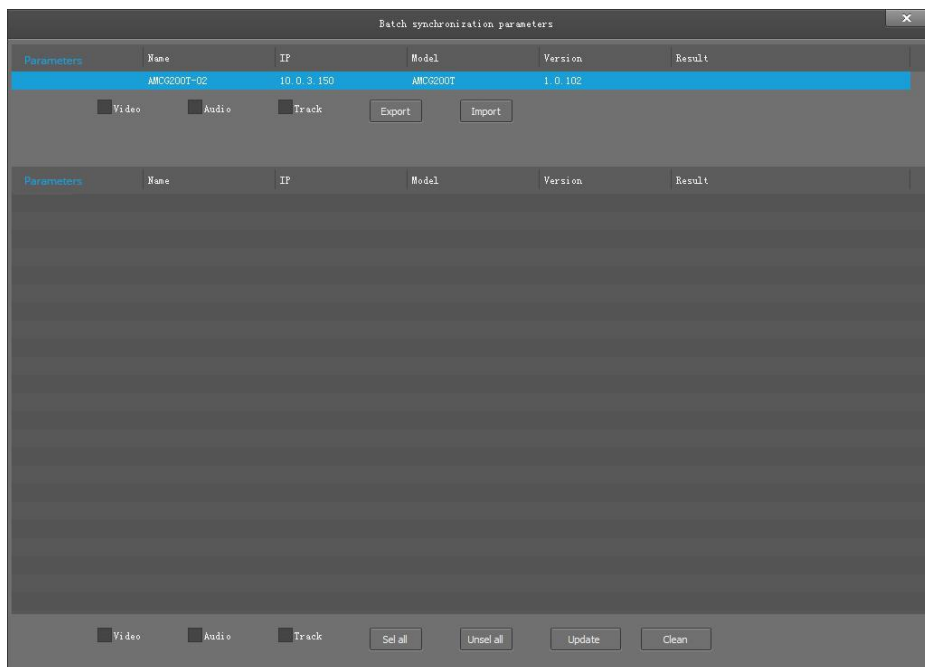 Batch synchronization parameters
Parameters Name IP Model Version Result
AMCG200T-02 10.0.3.150 AMCG200T 1.0.102
Video Audio Track Export Import
Parameters Name IP Model Version Result
Video Audio Track Sel all Unsel all Update Clean